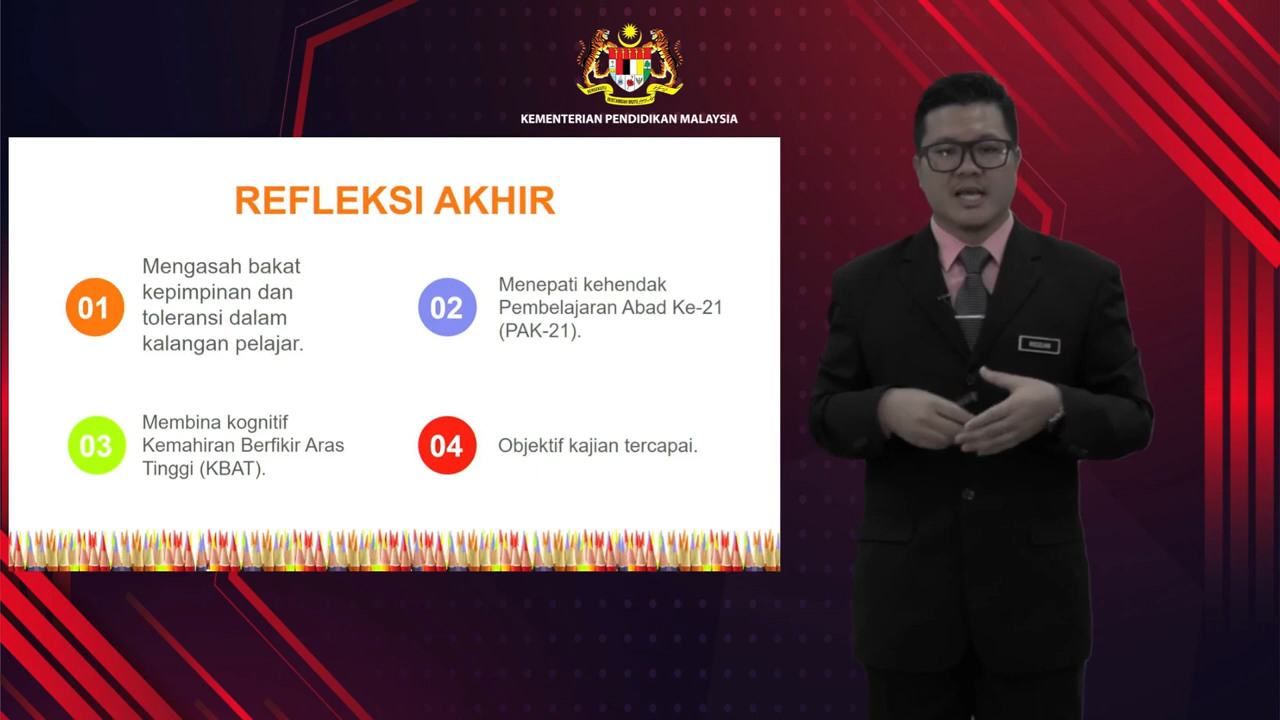 KEMENTERIAN PENDIDIKAN MALAYSIA
REFLEKSI AKHIR
01
Mengasah bakat
kepimpinan dan
toleransi dalam
kalangan pelajar.
02
Menepati kehendak
Pembelajaran Abad Ke-21
(PAK-21).
03
Membina kognitif
Kemahiran Berfikir Aras
Tinggi (KBAT).
04
Objektif kajian tercapai.